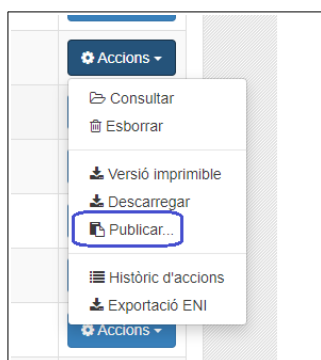 Accions
Consultar
Esborrar
Versió imprimible
Descarregar
Publicar...
Històric d'accions
Exportació ENI
Accions